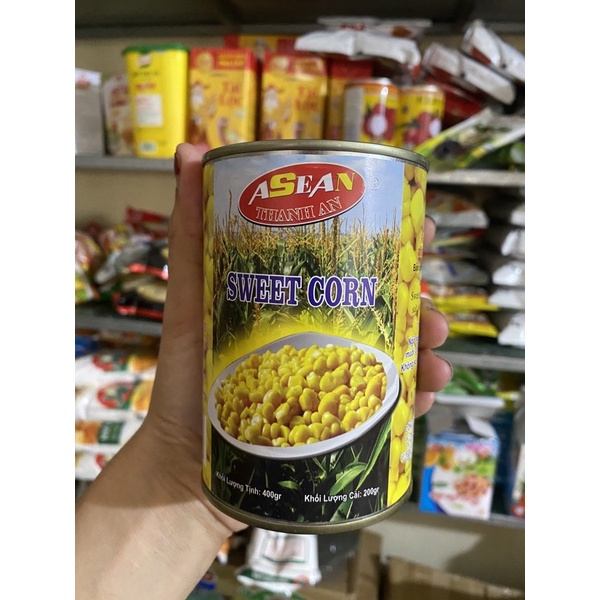 ASEAN
THANH AN
SWEET CORN
Khối Lượng Tịnh: 400gr
Khối Lượng Cái: 200gr